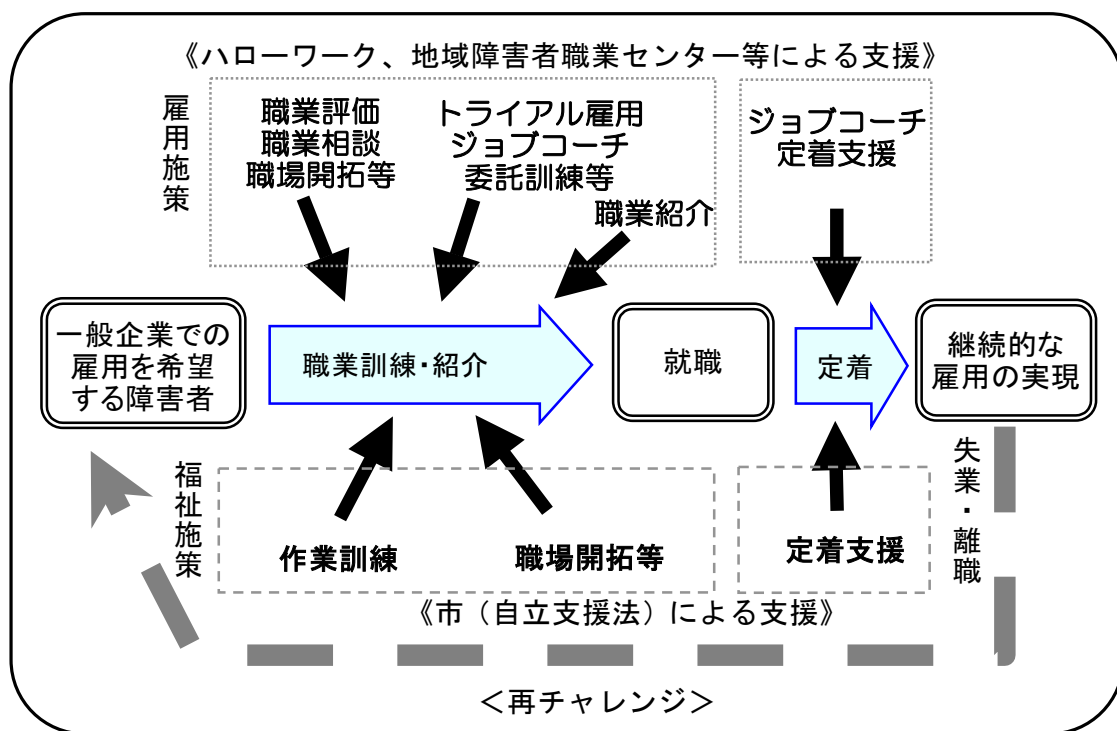 《ハローワーク、地域障害者職業センター等による支援》
雇用施策
職業評価
職業相談
職場開拓等
トライアル雇用
ジョブコーチ
委託訓練等
職業紹介
ジョブコーチ
定着支援
一般企業での
雇用を希望
する障害者
職業訓練・紹介
就職
定着
継続的な
雇用の実現
福祉施策
作業訓練
職場開拓等
定着支援
失業・離職
《市（自立支援法）による支援》
＜再チャレンジ＞